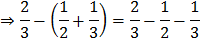 ⇒ 2/3 − (1/2 + 1/3) = 2/3 − 1/2 − 1/3